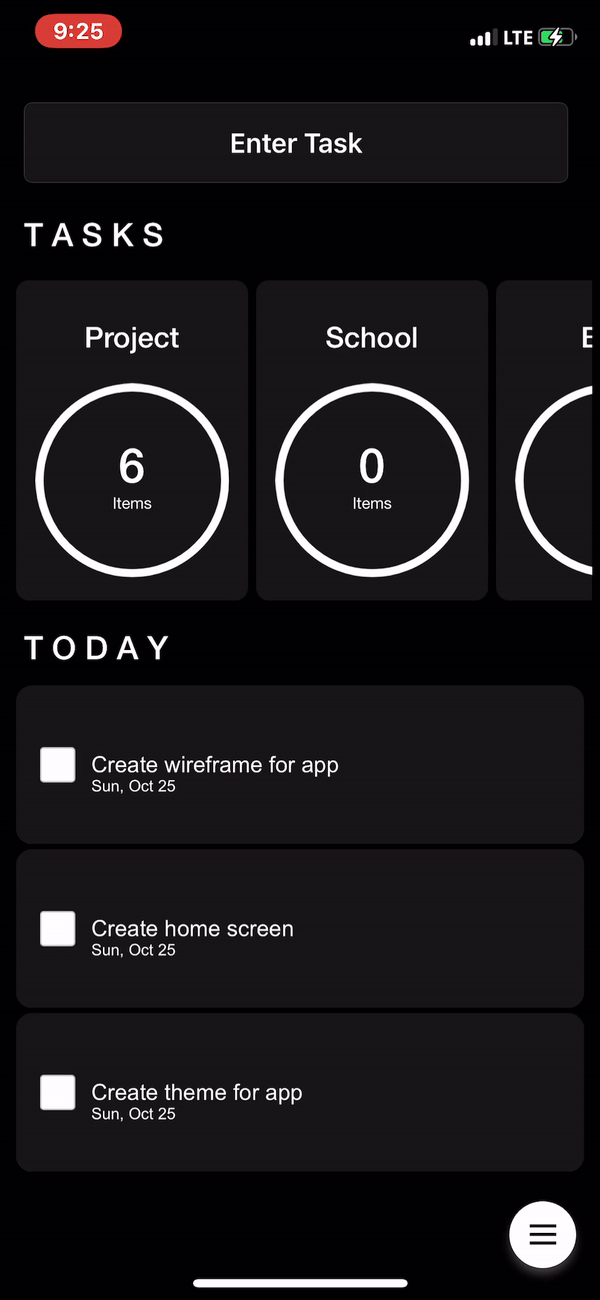 9:25
LTE
Enter Task
TASKS
Project
School
6
Items
0
Items
TODAY
Create wireframe for app
Sun, Oct 25
Create home screen
Sun, Oct 25
Create theme for app
Sun, Oct 25